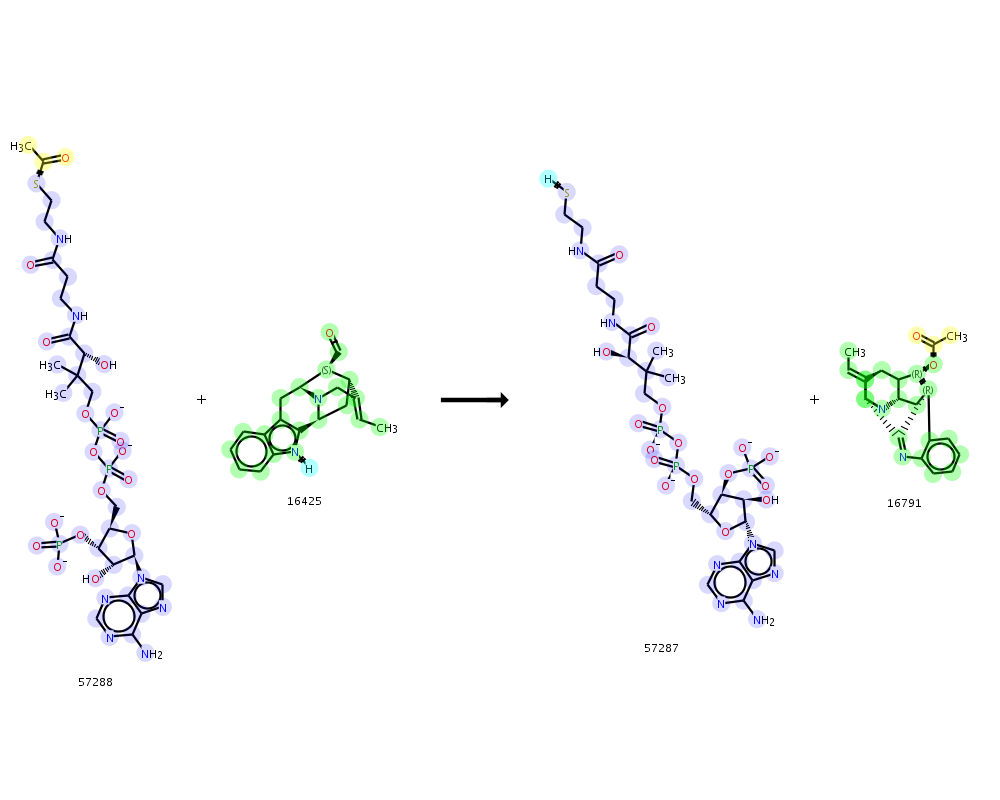 H3C
O
S
NH
O
NH
O
OH
H3C
H3C
O
O-
P
O
O
O-
P
O
O
O-
O
P
O
O-
O
HO
N
N
N
N
N
NH2
57288
+
O
(S)
N
CH3
N
H
16425
H
S
HN
O
HN
O
HO
CH3
CH3
O
O
P
O-
O
O
P
O-
O
O-
P
O-
O
O
OH
O
N
N
N
N
N
NH2
57287
+
O
CH3
CH3
O
(R)
(R)
N
N
16791